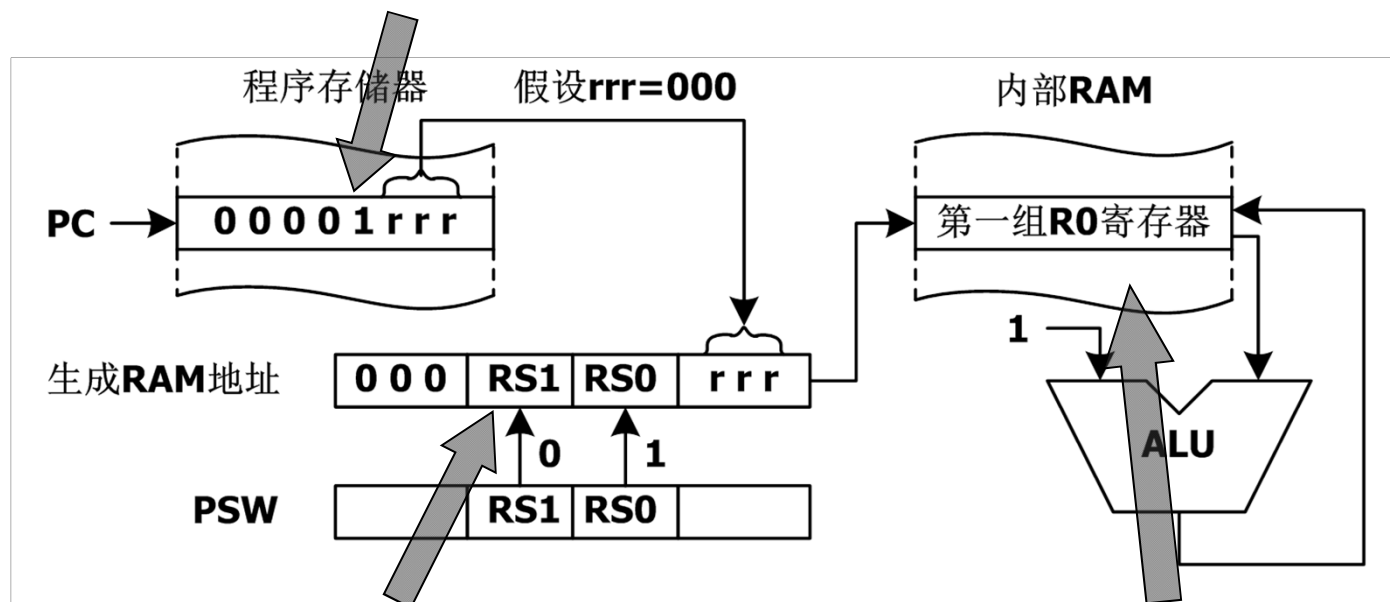 程序存储器 假设rrr=000 内部RAM
PC 0 0 0 0 1 r r r 第一组R0寄存器
1
生成RAM地址 0 0 0 RS1 RS0 r r r
ALU
0 1
PSW RS1 RS0